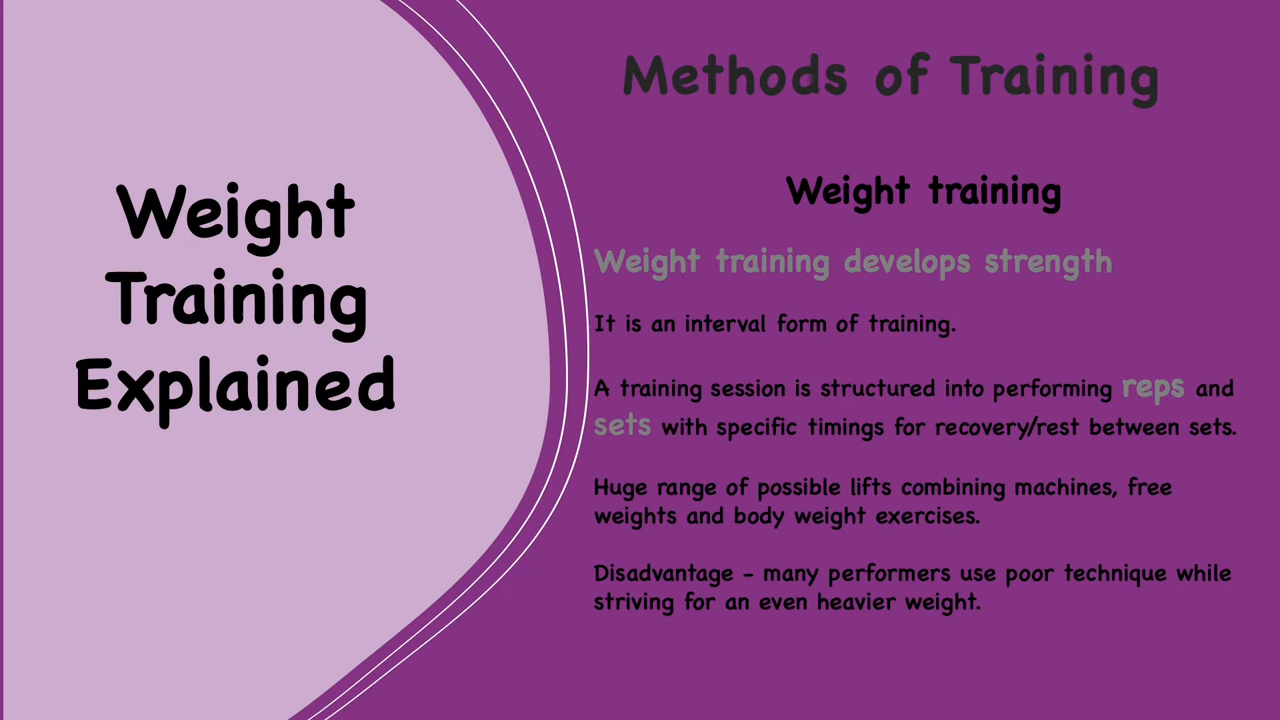 Weight
Training
Explained
Methods of Training
Weight training
Weight training develops strength
It is an interval form of training.
A training session is structured into performing reps and
sets with specific timings for recovery/rest between sets.
Huge range of possible lifts combining machines, free
weights and body weight exercises.
Disadvantage - many performers use poor technique while
striving for an even heavier weight.